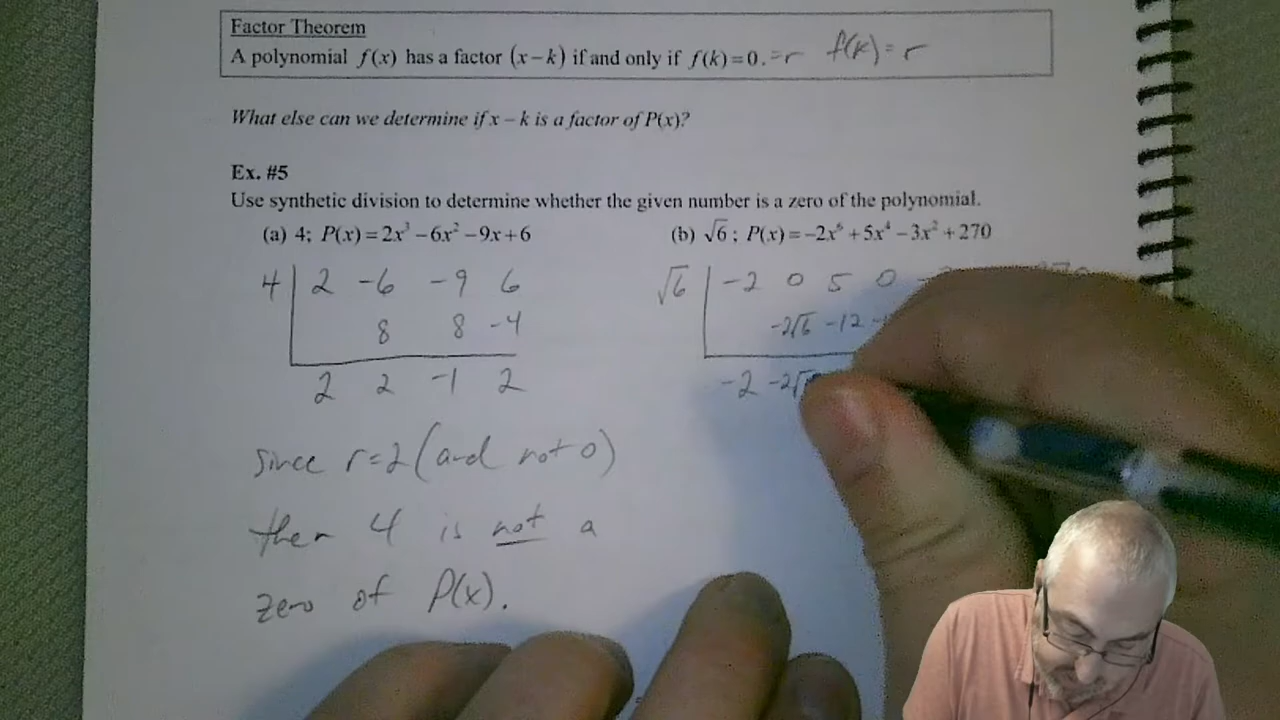 Factor Theorem
A polynomial f(x) has a factor (x−k) if and only if f(k)=0. =r f(k)=r
What else can we determine if x − k is a factor of P(x)?
Ex. #5
Use synthetic division to determine whether the given number is a zero of the polynomial.
(a) 4; P(x)=2x³−6x²−9x+6
4 2 -6 -9 6
8 8 -4
2 2 -1 2
Since r=2 (and not 0)
then 4 is not a
zero of P(x).
(b) √6; P(x)=−2x⁶+5x⁴−3x²+270
√6 -2 0 5 0
-2√6 -12
-2 -2√